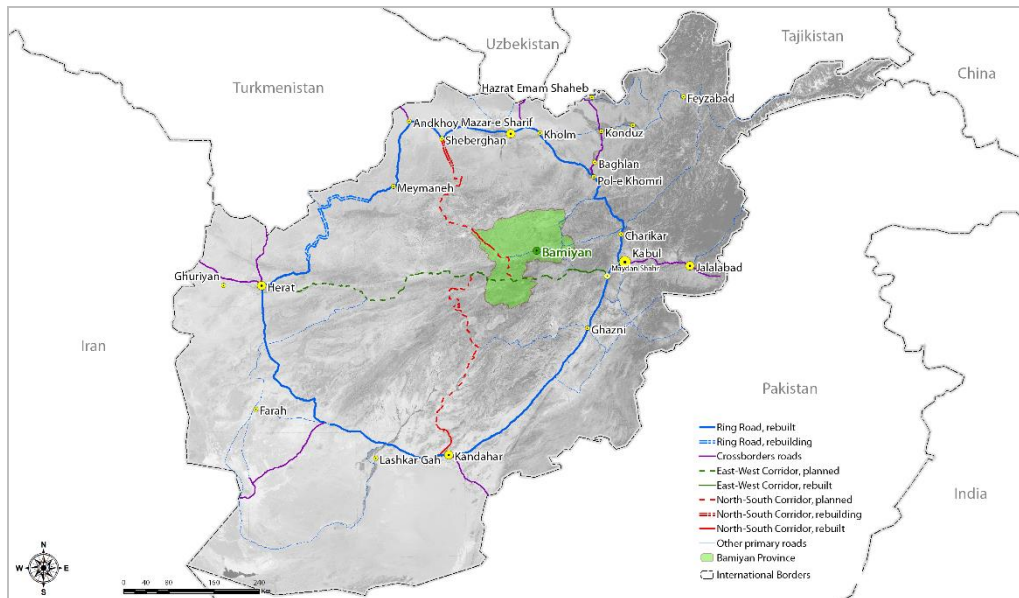 Uzbekistan
Tajikistan
China
Turkmenistan
Hazrat Emam Shaheb
Feyzabad
Andkhoy
Mazar-e Sharif
Sheberghan
Kholm
Konduz
Baghlan
Pol-e Khomri
Meymaneh
Charikar
Bamiyan
Kabul
Maydan Shahr
Jalalabad
Ghuriyan
Herat
Ghazni
Iran
Farah
Pakistan
Lashkar Gah
Kandahar
India
Ring Road, rebuilt
Ring Road, rebuilding
Crossborders roads
East-West Corridor, planned
East-West Corridor, rebuilt
North-South Corridor, planned
North-South Corridor, rebuilding
North-South Corridor, rebuilt
Other primary roads
Bamiyan Province
International Borders
N
W E
S
0 40 80 160 240
Km